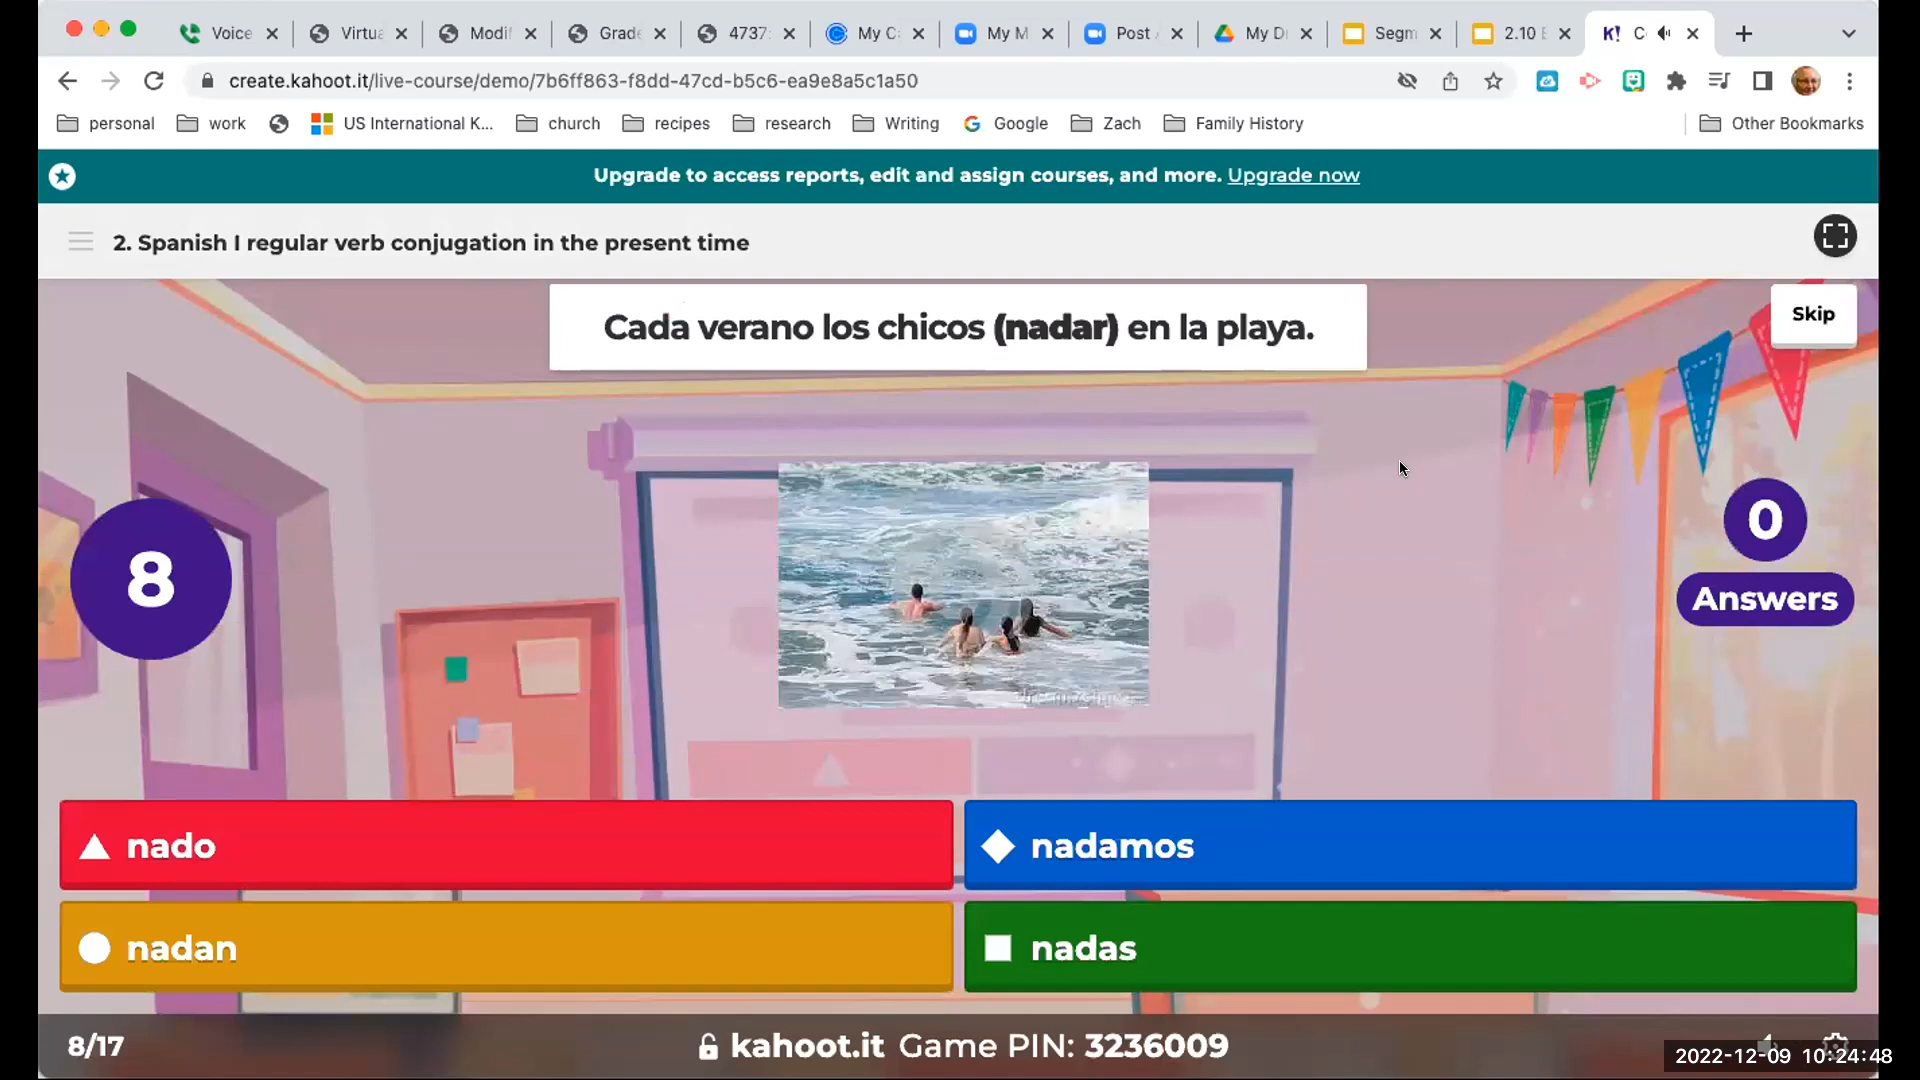 Voice
Virtua
Modif
Grade
4737
My C
My M
Post
My D
Segm
2.10
K! C
create.kahoot.it/live-course/demo/7b6ff863-f8dd-47cd-b5c6-ea9e8a5c1a50
personal work US International K... church recipes research Writing Google Zach Family History Other Bookmarks
Upgrade to access reports, edit and assign courses, and more. Upgrade now
2. Spanish I regular verb conjugation in the present time
Cada verano los chicos (nadar) en la playa.
Skip
8
0
Answers
nado
nadamos
nadan
nadas
8/17
kahoot.it Game PIN: 3236009
2022-12-09 10:24:48